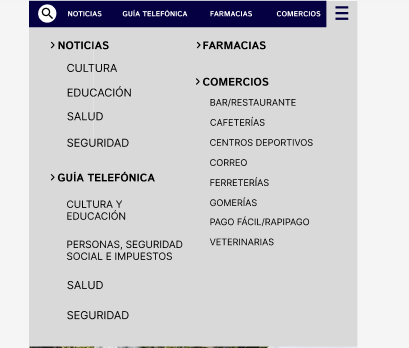 NOTICIAS GUÍA TELEFÓNICA FARMACIAS COMERCIOS
> NOTICIAS
CULTURA
EDUCACIÓN
SALUD
SEGURIDAD
> GUÍA TELEFÓNICA
CULTURA Y
EDUCACIÓN
PERSONAS, SEGURIDAD
SOCIAL E IMPUESTOS
SALUD
SEGURIDAD
> FARMACIAS
> COMERCIOS
BAR/RESTAURANTE
CAFETERÍAS
CENTROS DEPORTIVOS
CORREO
FERRETERÍAS
GOMERÍAS
PAGO FÁCIL/RAPIPAGO
VETERINARIAS